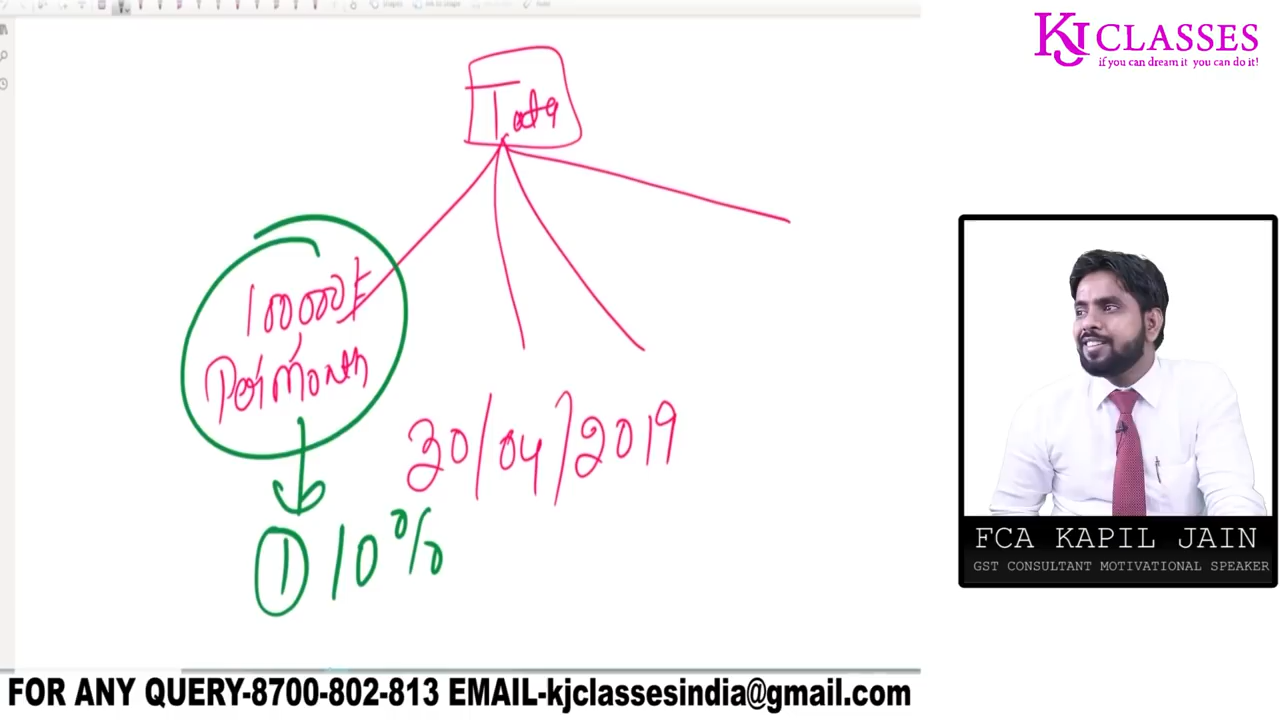 KJ CLASSES
if you can dream it you can do it!
Tata
100000/-
Per Month
30/04/2019
① 10%
FCA KAPIL JAIN
GST CONSULTANT MOTIVATIONAL SPEAKER
FOR ANY QUERY-8700-802-813 EMAIL-kjclassesindia@gmail.com